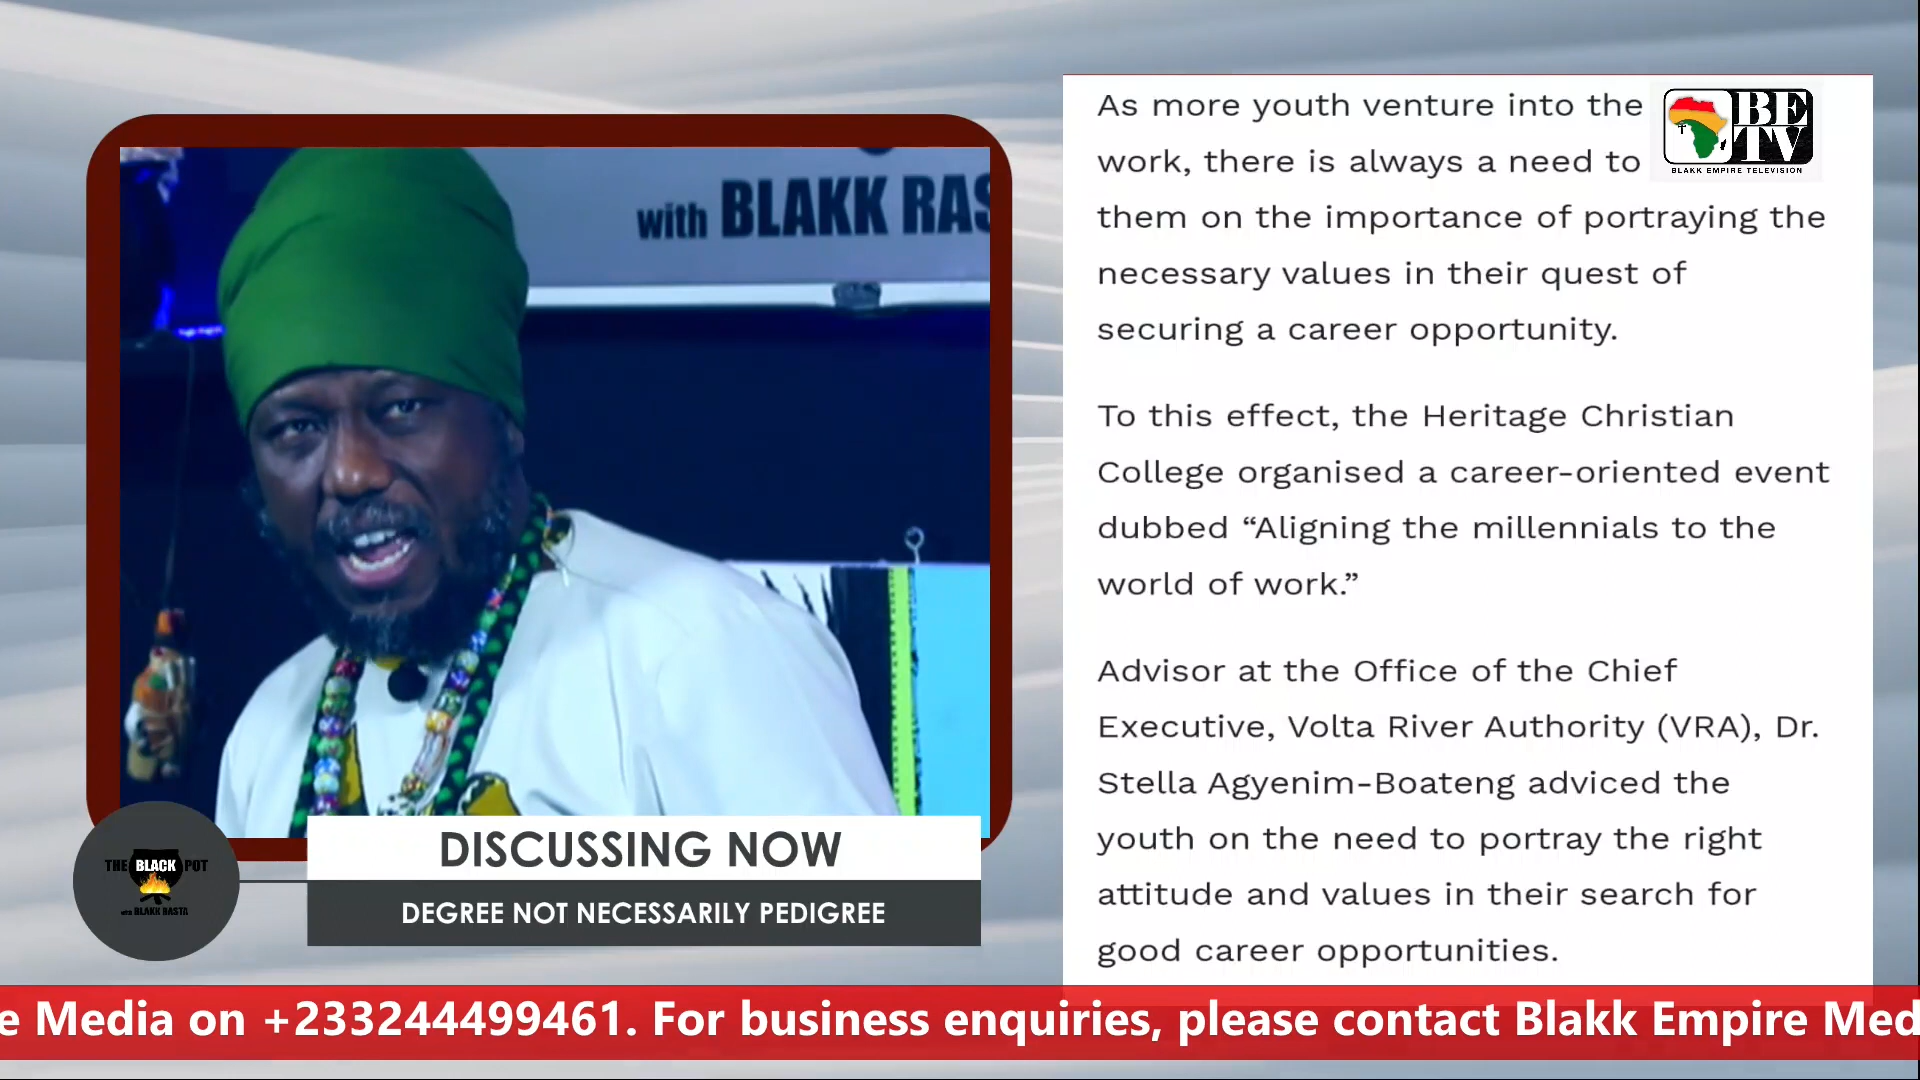 with BLAKK RAS
As more youth venture into the
work, there is always a need to
them on the importance of portraying the
necessary values in their quest of
securing a career opportunity.
To this effect, the Heritage Christian
College organised a career-oriented event
dubbed “Aligning the millennials to the
world of work.”
Advisor at the Office of the Chief
Executive, Volta River Authority (VRA), Dr.
Stella Agyenim-Boateng adviced the
youth on the need to portray the right
attitude and values in their search for
good career opportunities.
BE
TV
BLAKK EMPIRE TELEVISION
THE BLACK POT
with BLAKK RASTA
DISCUSSING NOW
DEGREE NOT NECESSARILY PEDIGREE
e Media on +233244499461. For business enquiries, please contact Blakk Empire Med